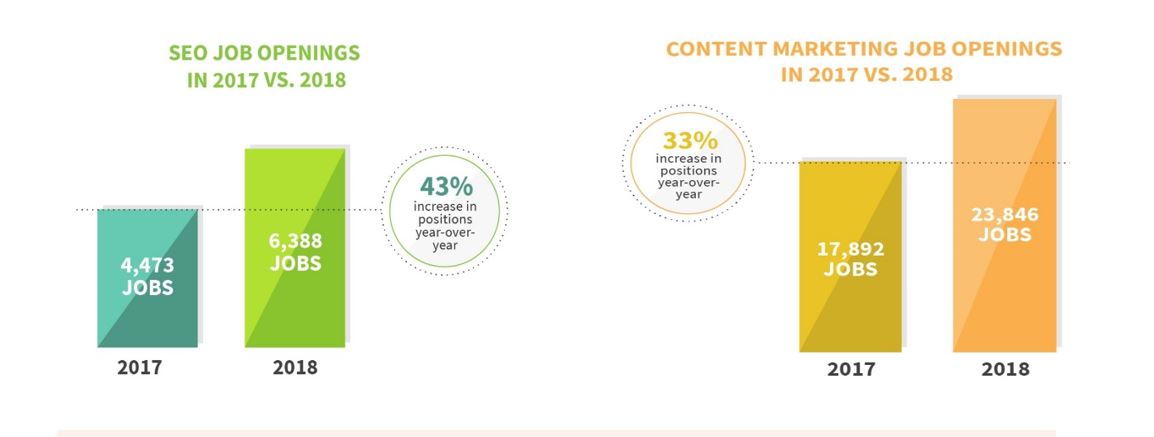 SEO JOB OPENINGS
IN 2017 VS. 2018
43%
increase in
positions
year-over-
year
4,473
JOBS
6,388
JOBS
2017
2018
CONTENT MARKETING JOB OPENINGS
IN 2017 VS. 2018
33%
increase in
positions
year-over-
year
17,892
JOBS
23,846
JOBS
2017
2018